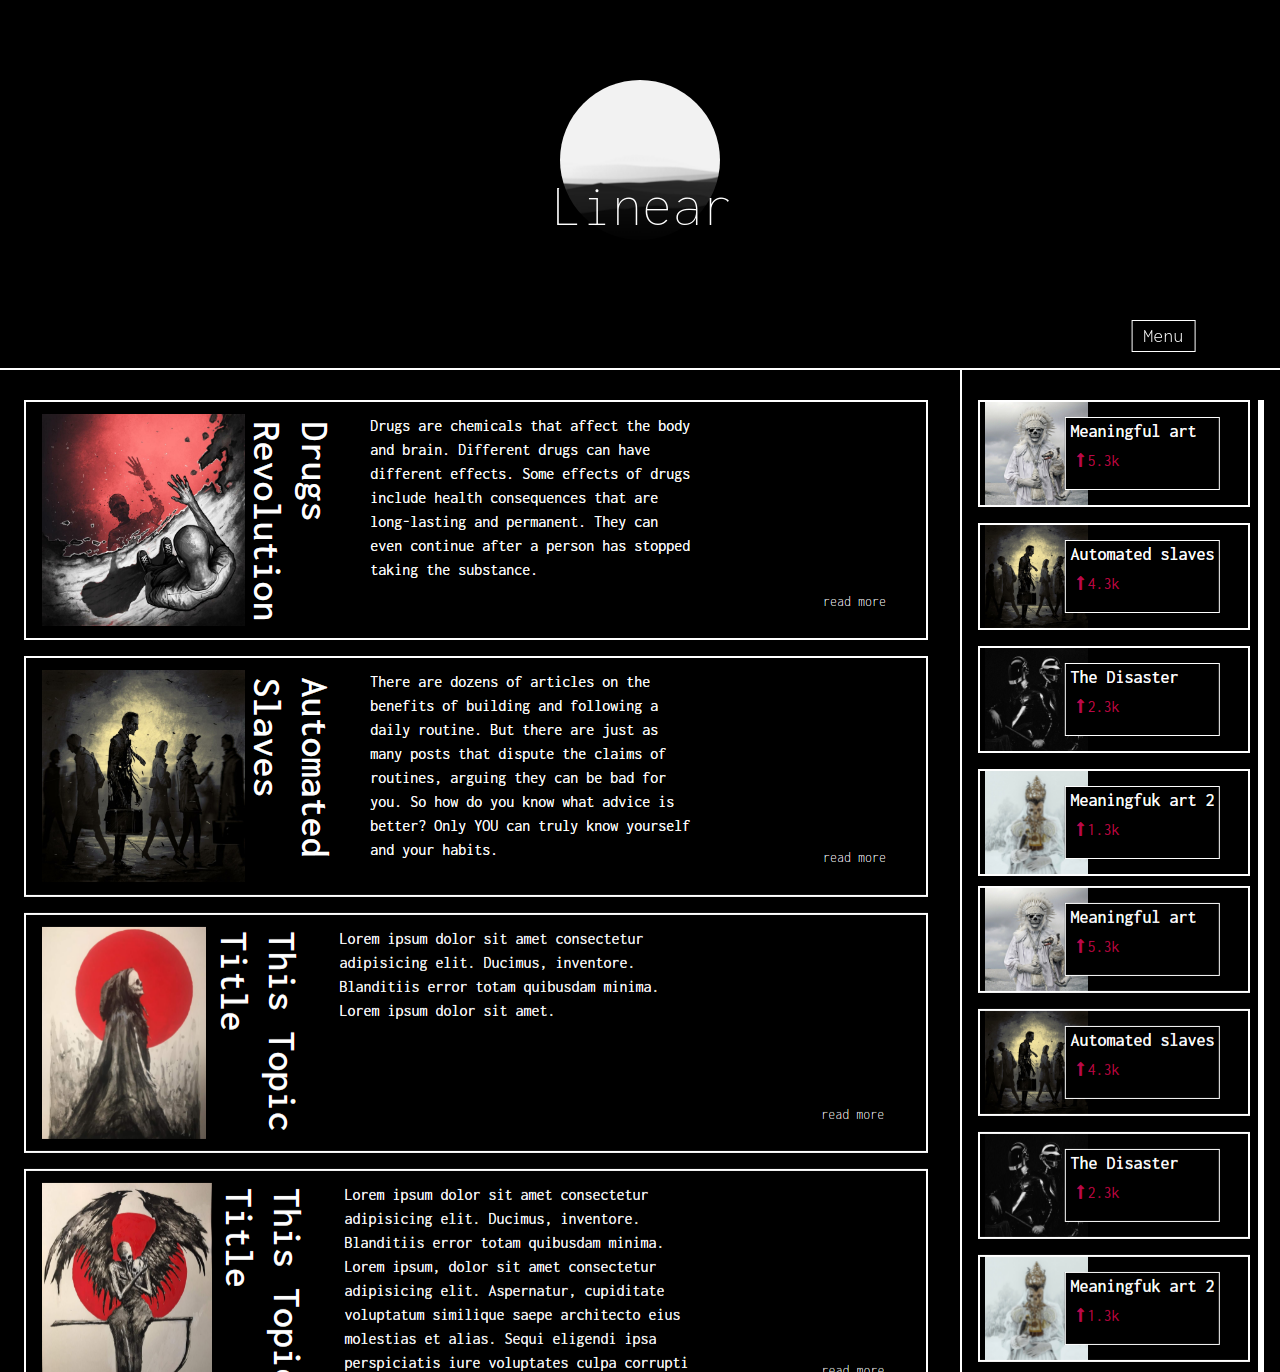 Linear
Menu
Drugs
Revolution
Drugs are chemicals that affect the body
and brain. Different drugs can have
different effects. Some effects of drugs
include health consequences that are
long-lasting and permanent. They can
even continue after a person has stopped
taking the substance.
read more
Automated
Slaves
There are dozens of articles on the
benefits of building and following a
daily routine. But there are just as
many posts that dispute the claims of
routines, arguing they can be bad for
you. So how do you know what advice is
better? Only YOU can truly know yourself
and your habits.
read more
This Topic
Title
Lorem ipsum dolor sit amet consectetur
adipisicing elit. Ducimus, inventore.
Blanditiis error totam quibusdam minima.
Lorem ipsum dolor sit amet.
read more
This Topic
Title
Lorem ipsum dolor sit amet consectetur
adipisicing elit. Ducimus, inventore.
Blanditiis error totam quibusdam minima.
Lorem ipsum, dolor sit amet consectetur
adipisicing elit. Aspernatur, cupiditate
voluptatum similique saepe architecto eius
molestias et alias. Sequi eligendi ipsa
perspiciatis iure voluptates culpa corrupti
read more
Meaningful art
5.3k
Automated slaves
4.3k
The Disaster
2.3k
Meaningfuk art 2
1.3k
Meaningful art
5.3k
Automated slaves
4.3k
The Disaster
2.3k
Meaningfuk art 2
1.3k